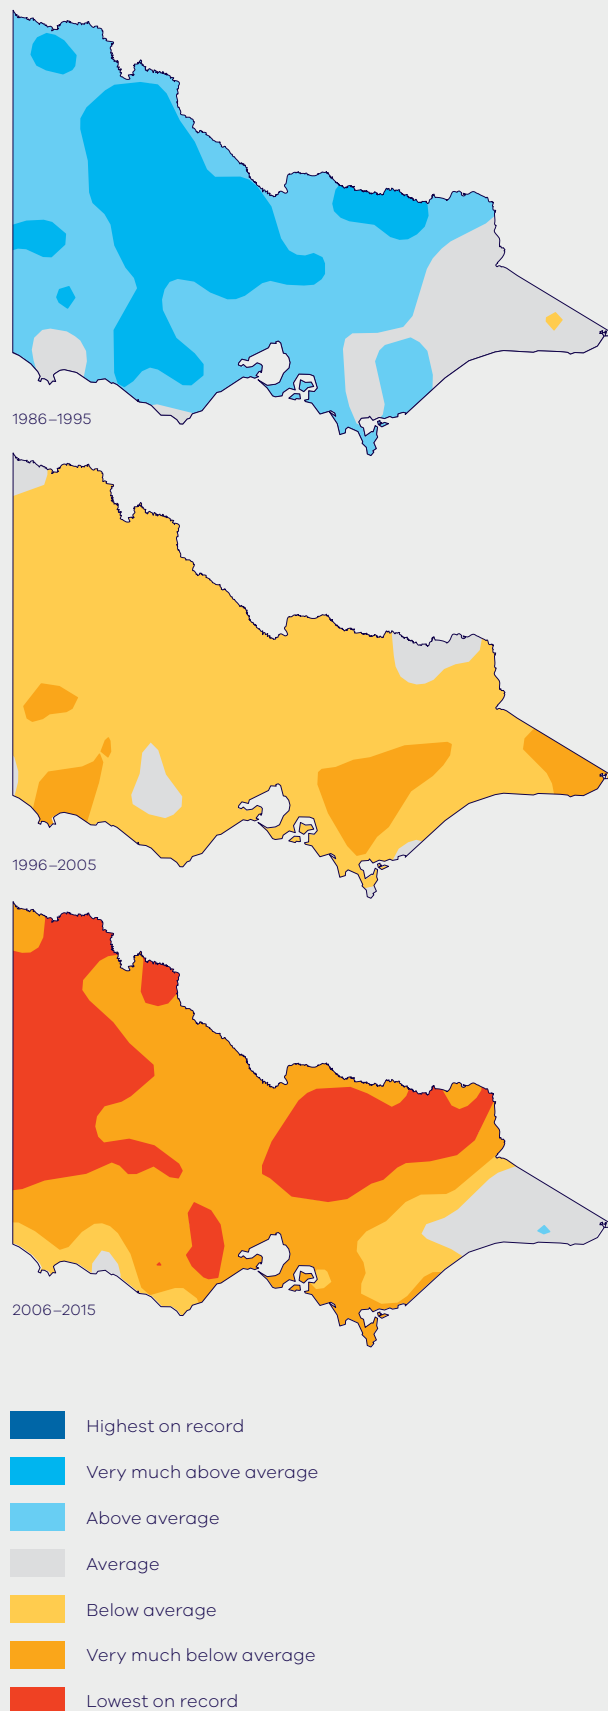 1986–1995
1996–2005
2006–2015
Highest on record
Very much above average
Above average
Average
Below average
Very much below average
Lowest on record